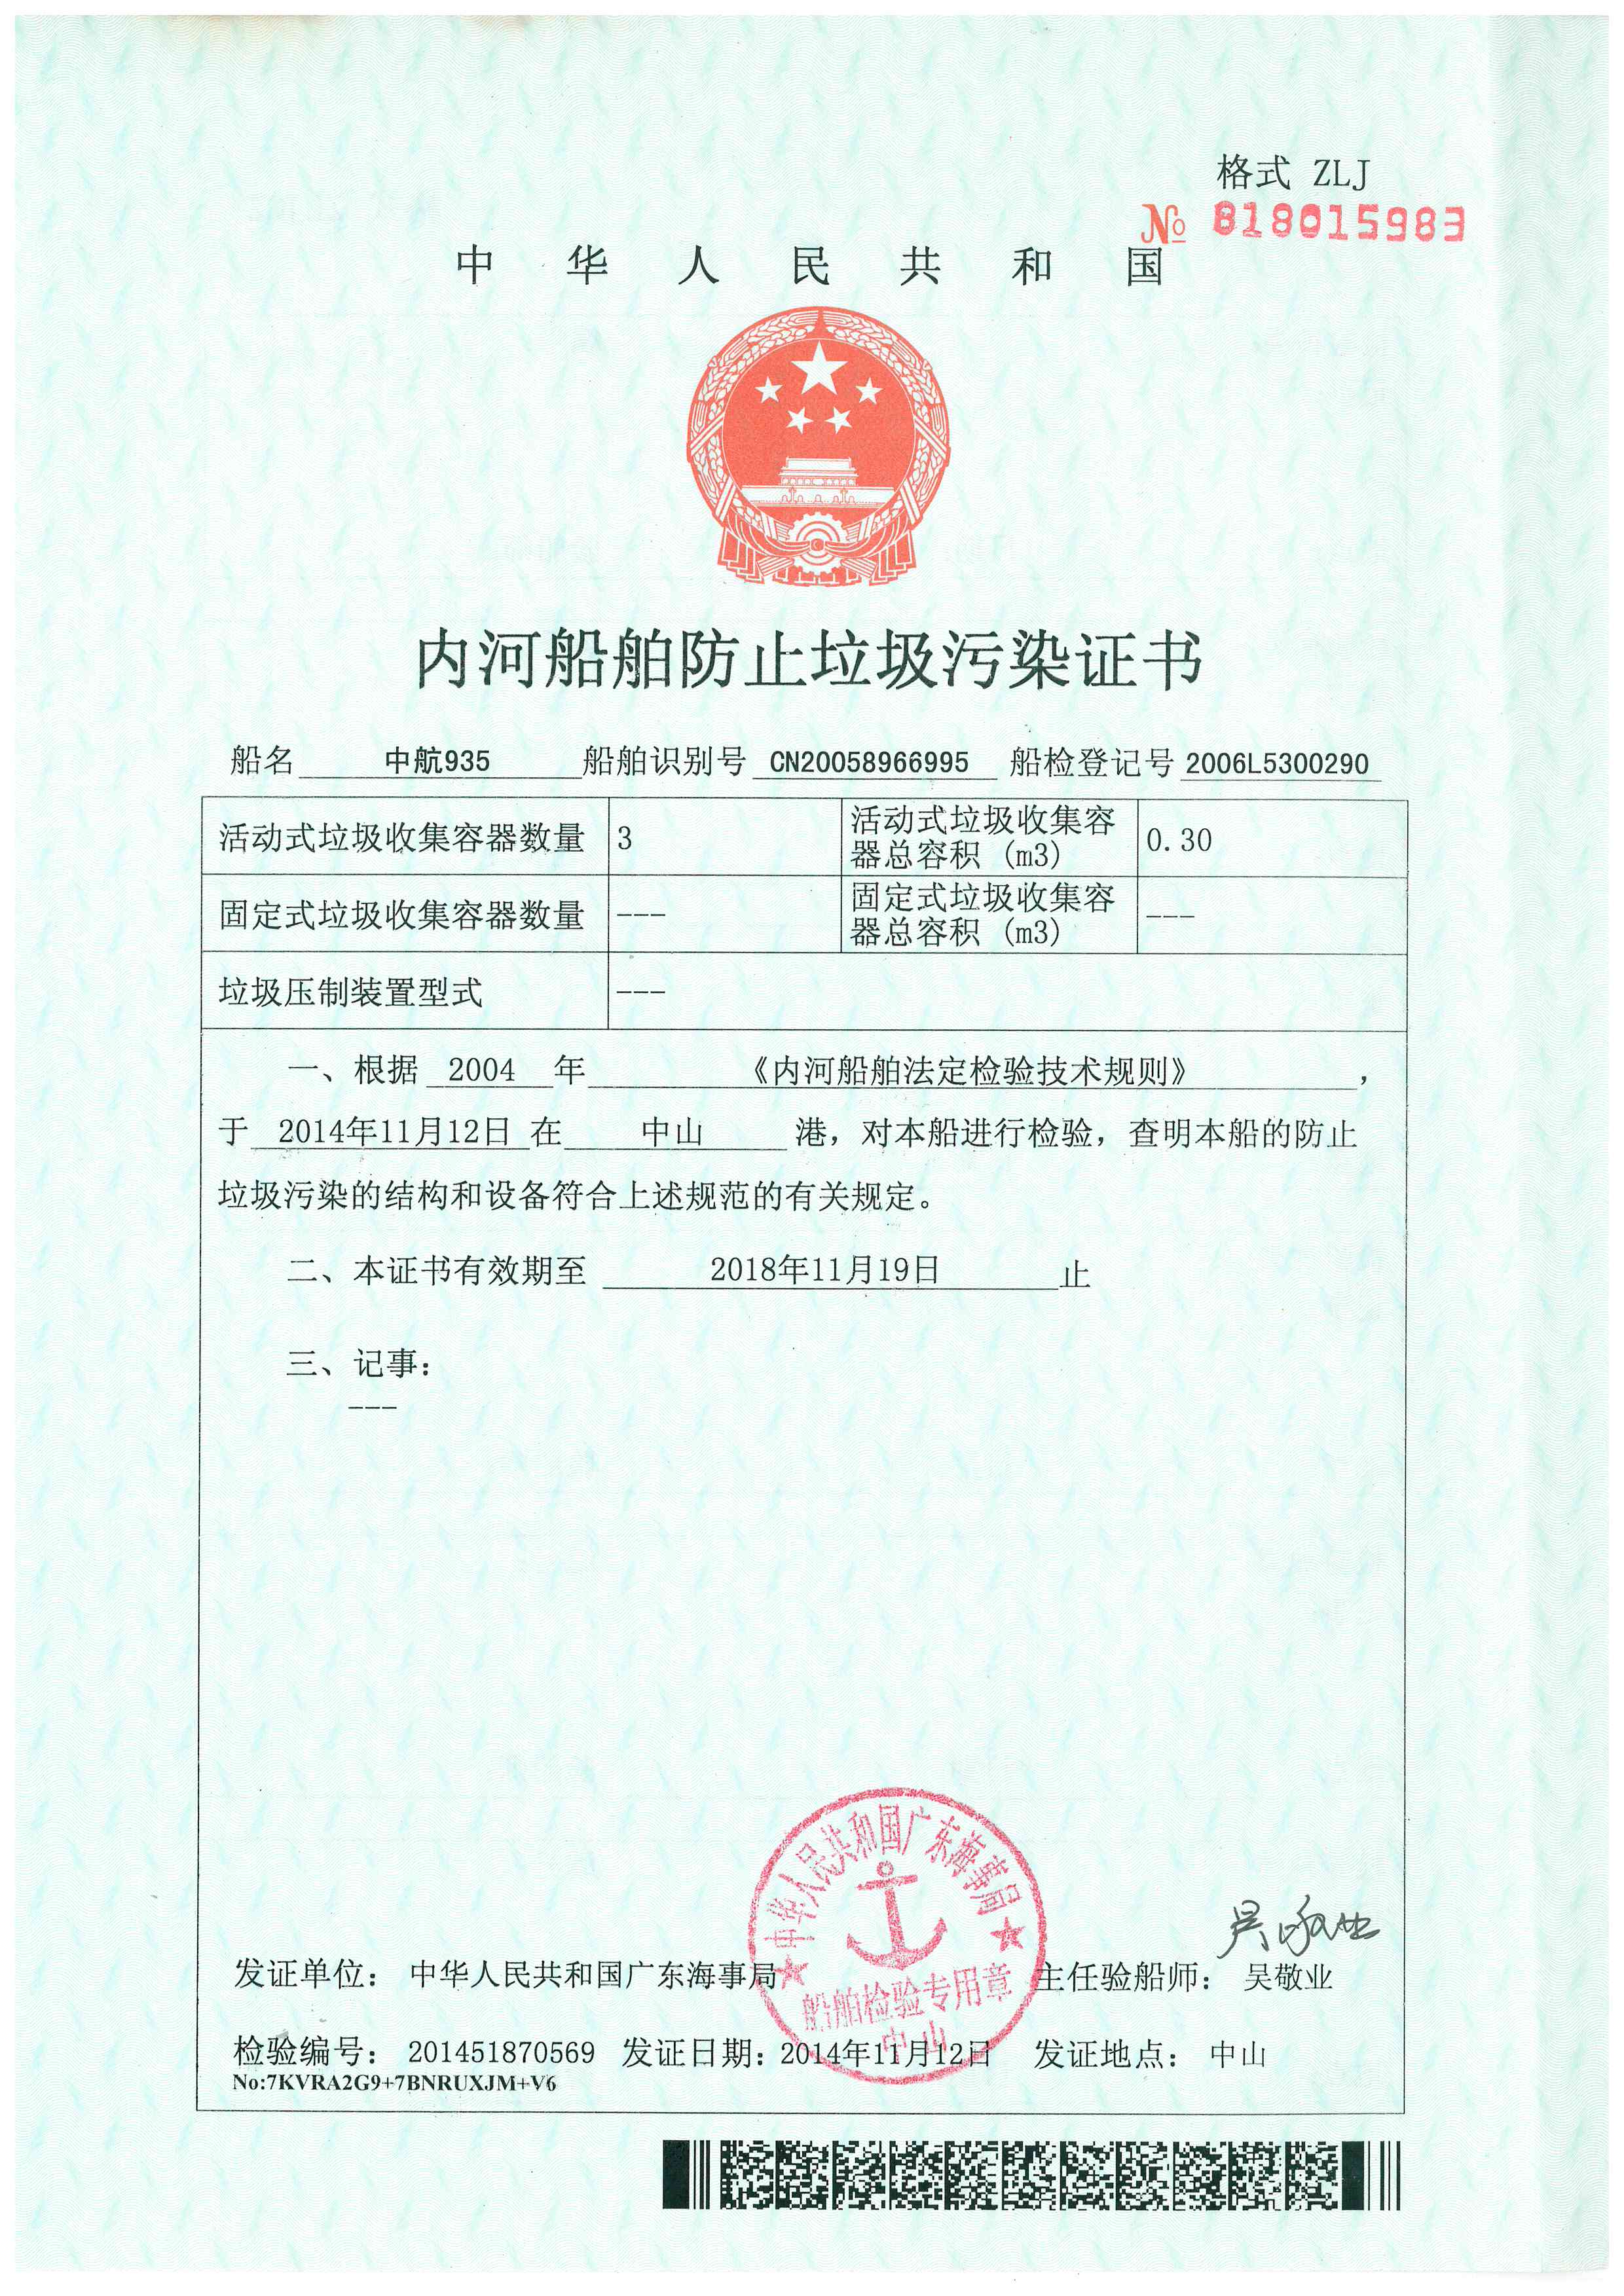 格式 ZLJ
№ 818015983
中华人民共和国
内河船舶防止垃圾污染证书
船名 中航935 船舶识别号 CN20058966995 船检登记号 2006L5300290
活动式垃圾收集容器数量 3 活动式垃圾收集容
器总容积 (m3) 0.30
固定式垃圾收集容器数量 --- 固定式垃圾收集容
器总容积 (m3) ---
垃圾压制装置型式 ---
一、根据 2004 年 《内河船舶法定检验技术规则》 ,
于 2014年11月12日 在 中山 港，对本船进行检验，查明本船的防止
垃圾污染的结构和设备符合上述规范的有关规定。
二、本证书有效期至 2018年11月19日 止
三、记事：
---
中华人民共和国广东海事局
船舶检验专用章
中山
吴敬业
发证单位： 中华人民共和国广东海事局 主任验船师： 吴敬业
检验编号： 201451870569 发证日期：2014年11月12日 发证地点： 中山
No:7KVRA2G9+7BNRUXJM+V6